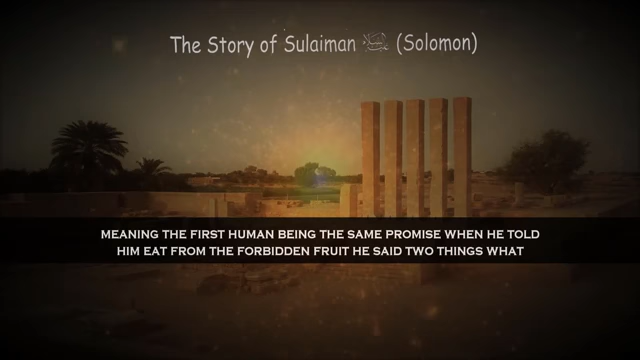 The Story of Sulaiman (Solomon)
MEANING THE FIRST HUMAN BEING THE SAME PROMISE WHEN HE TOLD
HIM EAT FROM THE FORBIDDEN FRUIT HE SAID TWO THINGS WHAT